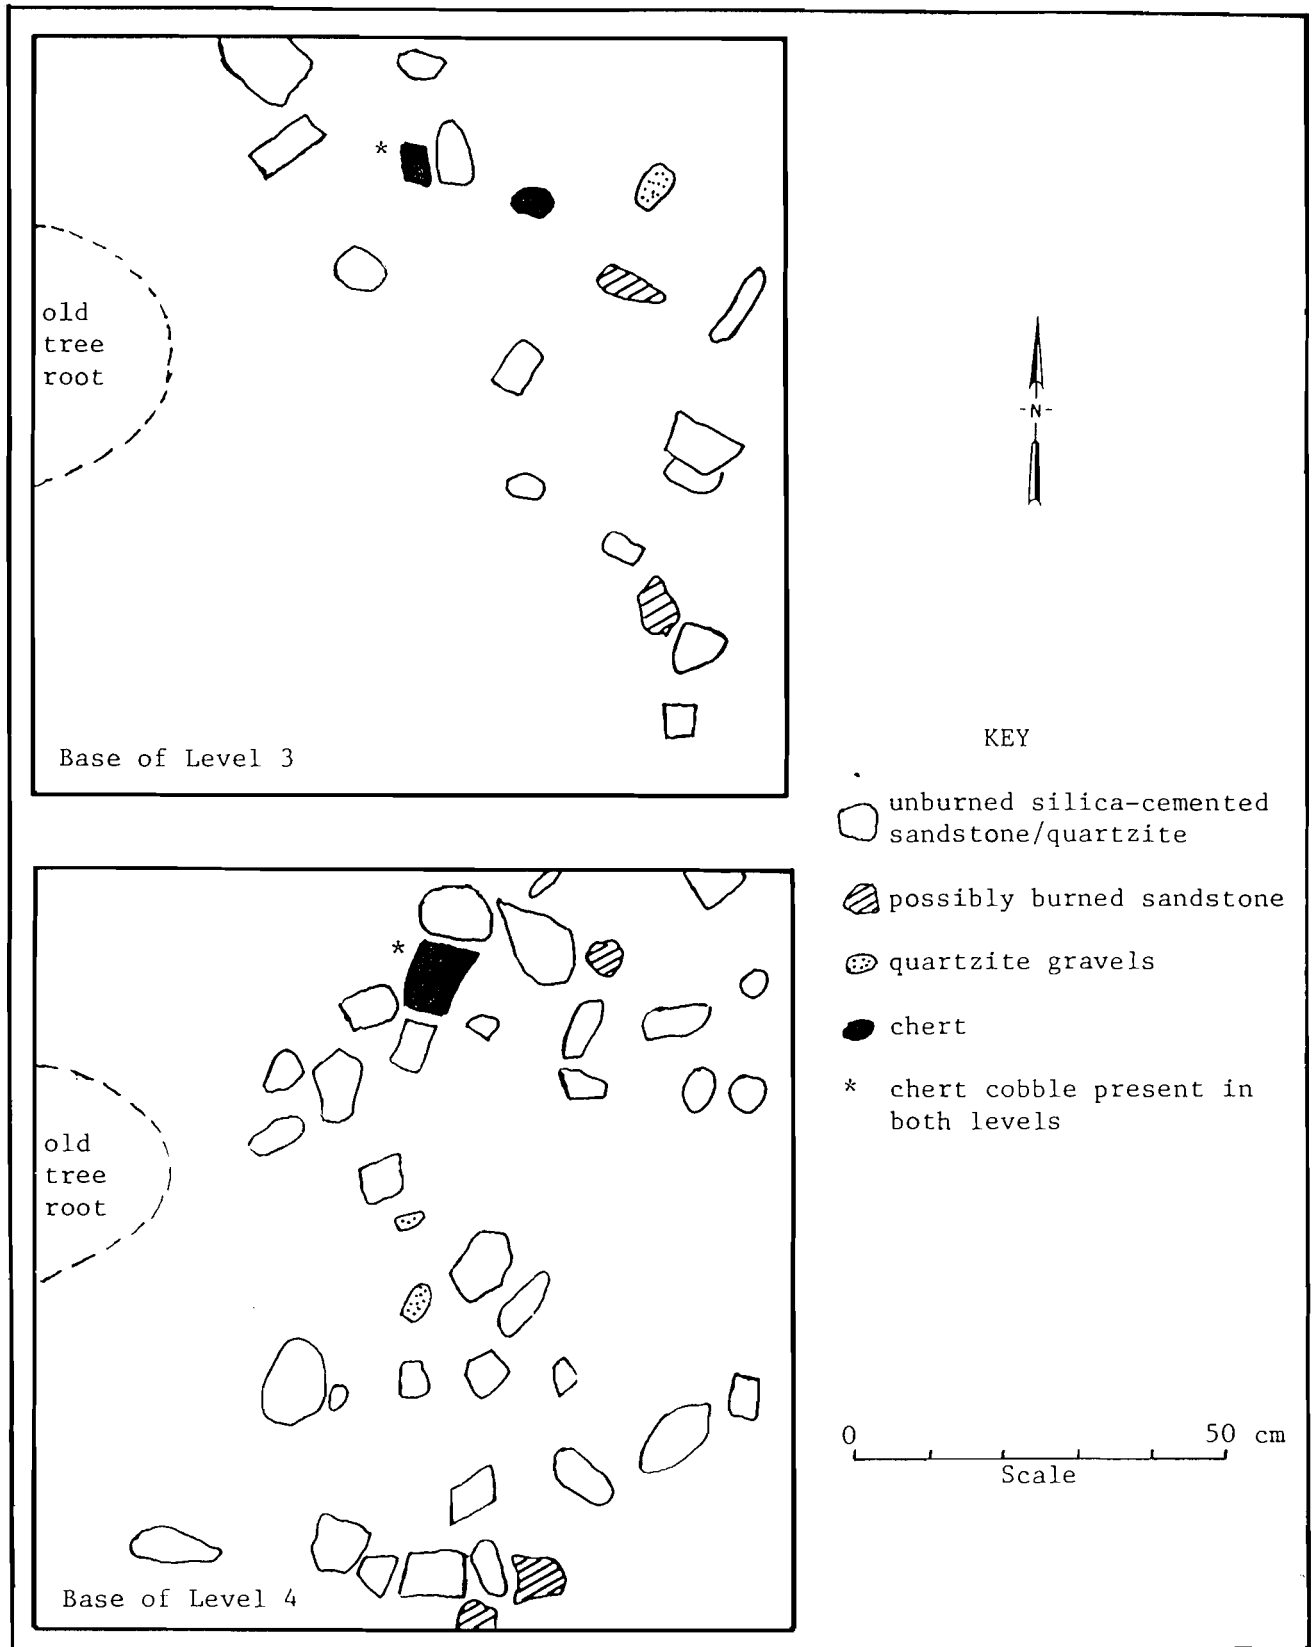 *
old
tree
root
Base of Level 3
-N-
KEY
unburned silica-cemented
sandstone/quartzite
possibly burned sandstone
quartzite gravels
chert
* chert cobble present in
both levels
0 50 cm
Scale
*
old
tree
root
Base of Level 4